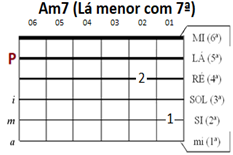 Am7 (Lá menor com 7ª)
06 05 04 03 02 01
MI (6ª)
P LÁ (5ª)
2 RÉ (4ª)
i SOL (3ª)
m 1 SI (2ª)
a mi (1ª)